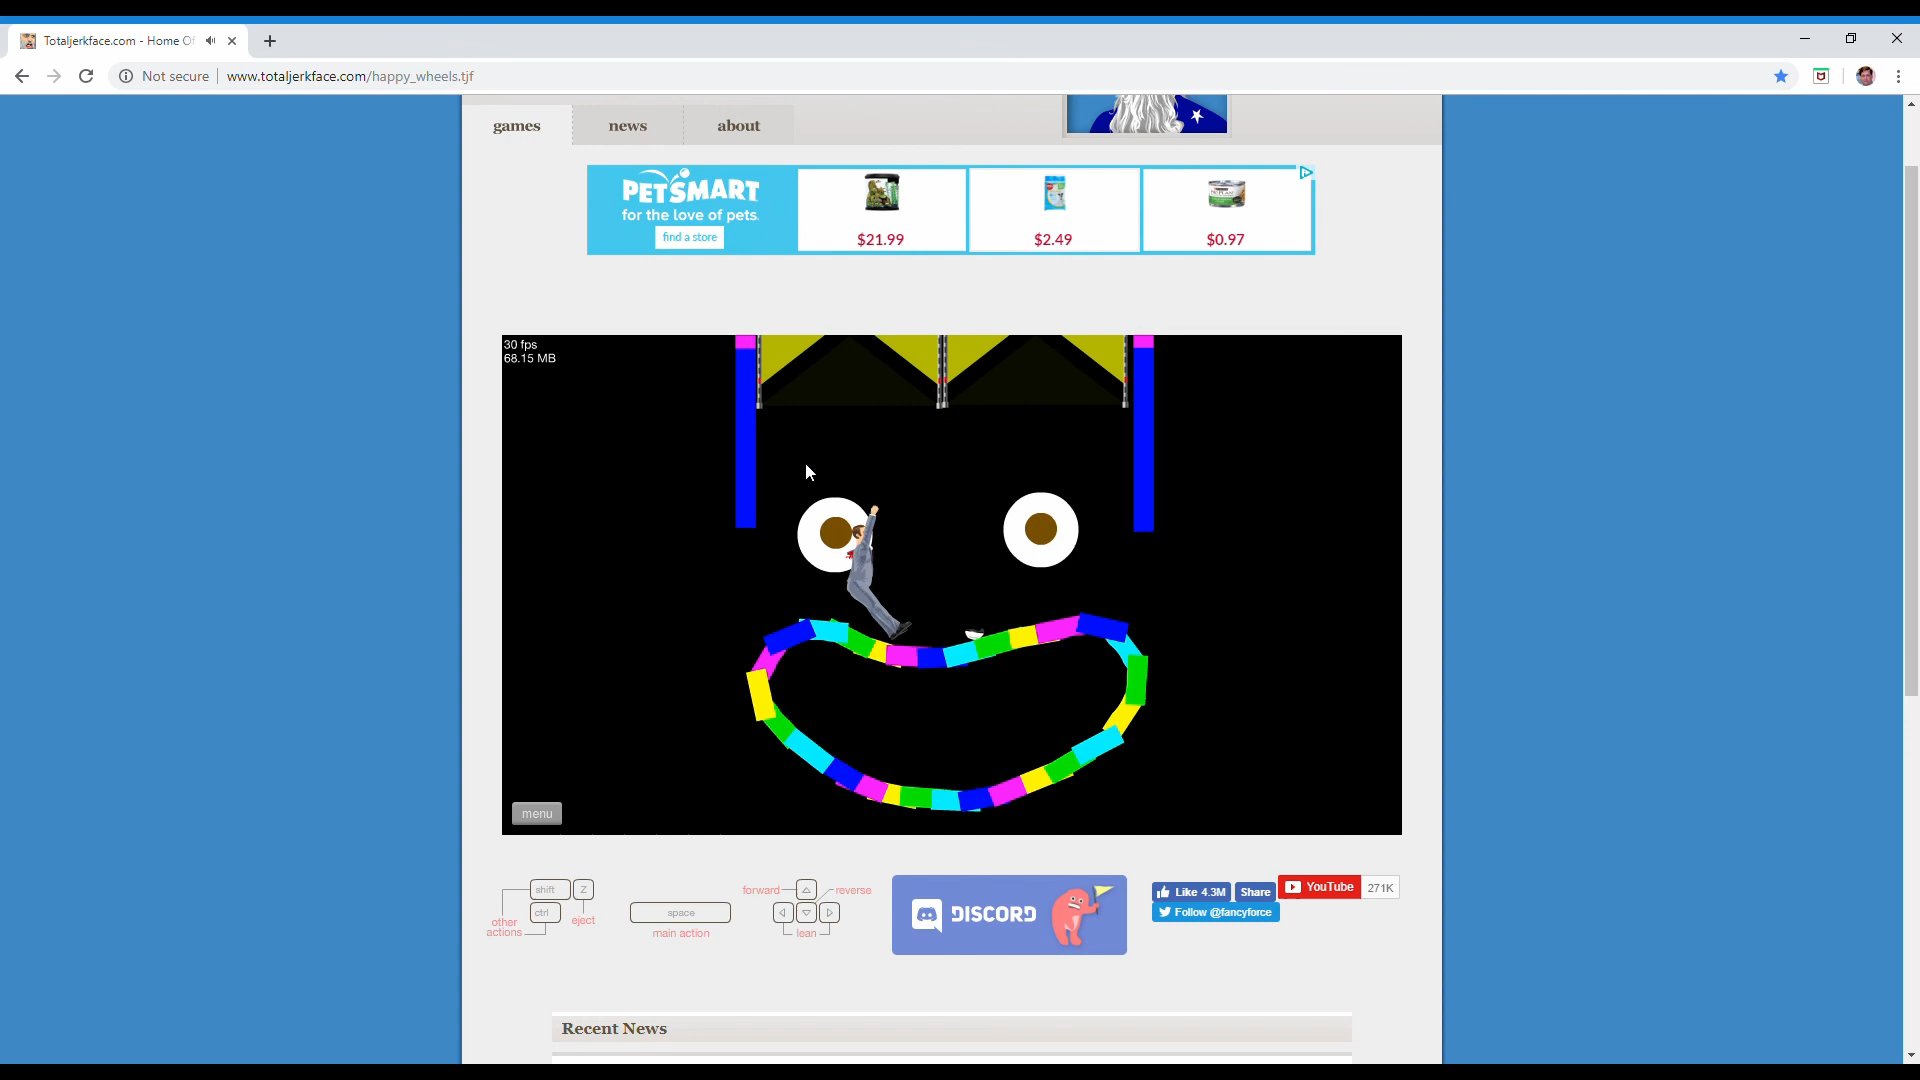 Totaljerkface.com - Home Of
Not secure
www.totaljerkface.com/happy_wheels.tjf
games
news
about
PETSMART
for the love of pets.
find a store
$21.99
$2.49
$0.97
30 fps
68.15 MB
menu
shift
Z
ctrl
other
actions
eject
space
main action
forward
reverse
lean
DISCORD
Like 4.3M
Share
YouTube
271K
Follow @fancyforce
Recent News